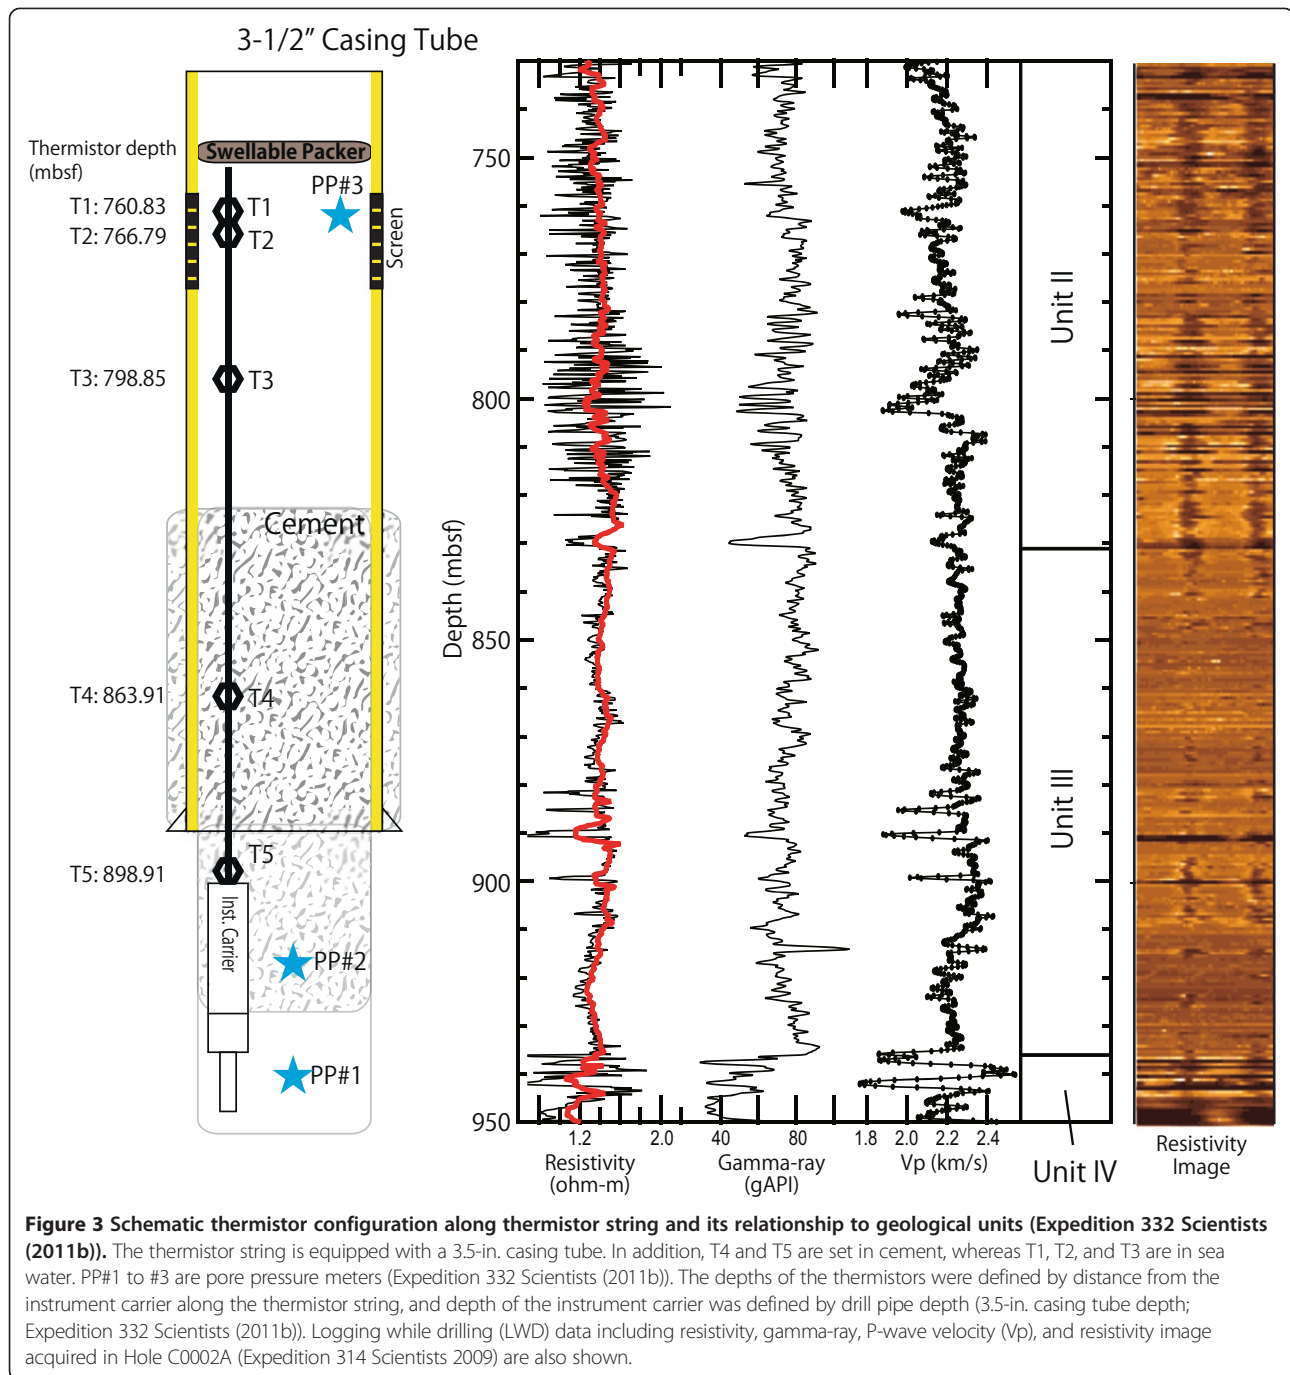 3-1/2” Casing Tube
Thermistor depth
(mbsf)
Swellable Packer
PP#3
T1: 760.83
T1
T2: 766.79
T2
Screen
T3: 798.85
T3
Cement
T4: 863.91
T4
T5
T5: 898.91
Inst. Carrier
PP#2
PP#1
Depth (mbsf)
750
800
850
900
950
1.2
2.0
40
80
1.8
2.0
2.2
2.4
Resistivity
(ohm-m)
Gamma-ray
(gAPI)
Vp (km/s)
Unit II
Unit III
Unit IV
Resistivity
Image
Figure 3 Schematic thermistor configuration along thermistor string and its relationship to geological units (Expedition 332 Scientists
(2011b)). The thermistor string is equipped with a 3.5-in. casing tube. In addition, T4 and T5 are set in cement, whereas T1, T2, and T3 are in sea
water. PP#1 to #3 are pore pressure meters (Expedition 332 Scientists (2011b)). The depths of the thermistors were defined by distance from the
instrument carrier along the thermistor string, and depth of the instrument carrier was defined by drill pipe depth (3.5-in. casing tube depth;
Expedition 332 Scientists (2011b)). Logging while drilling (LWD) data including resistivity, gamma-ray, P-wave velocity (Vp), and resistivity image
acquired in Hole C0002A (Expedition 314 Scientists 2009) are also shown.